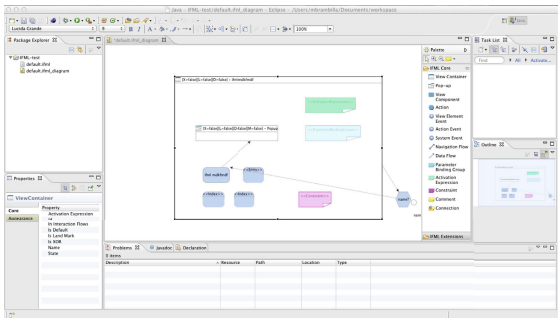 Java - IFML-test/default.ifml_diagram - Eclipse - /Users/mbrambilla/Documents/workspace
Java
Lucida Grande
9
100%
Package Explorer
IFML-test
default.ifml
default.ifml_diagram
*default.ifml_diagram
Palette
IFML Core
View Container
Pop-up
View Component
Action
View Element Event
Action Event
System Event
Navigation Flow
Data Flow
Parameter Binding Group
Activation Expression
Constraint
Comment
Connection
IFML Extensions
Task List
Find
All
Activate...
Outline
name?
Properties
ViewContainer
Core
Appearance
Property
Activation Expression
In Interaction Flows
Is Default
Is Land Mark
Is XOR
Name
State
Problems
Javadoc
Declaration
0 items
Description
Resource
Path
Location
Type